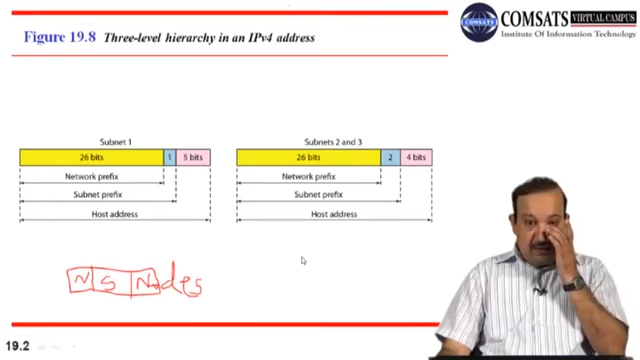 COMSATS
COMSATS VIRTUAL CAMPUS
Institute Of Information Technology
Figure 19.8 Three-level hierarchy in an IPv4 address
Subnet 1
26 bits 1 5 bits
Network prefix
Subnet prefix
Host address
Subnets 2 and 3
26 bits 2 4 bits
Network prefix
Subnet prefix
Host address
N S Nodes
19.2